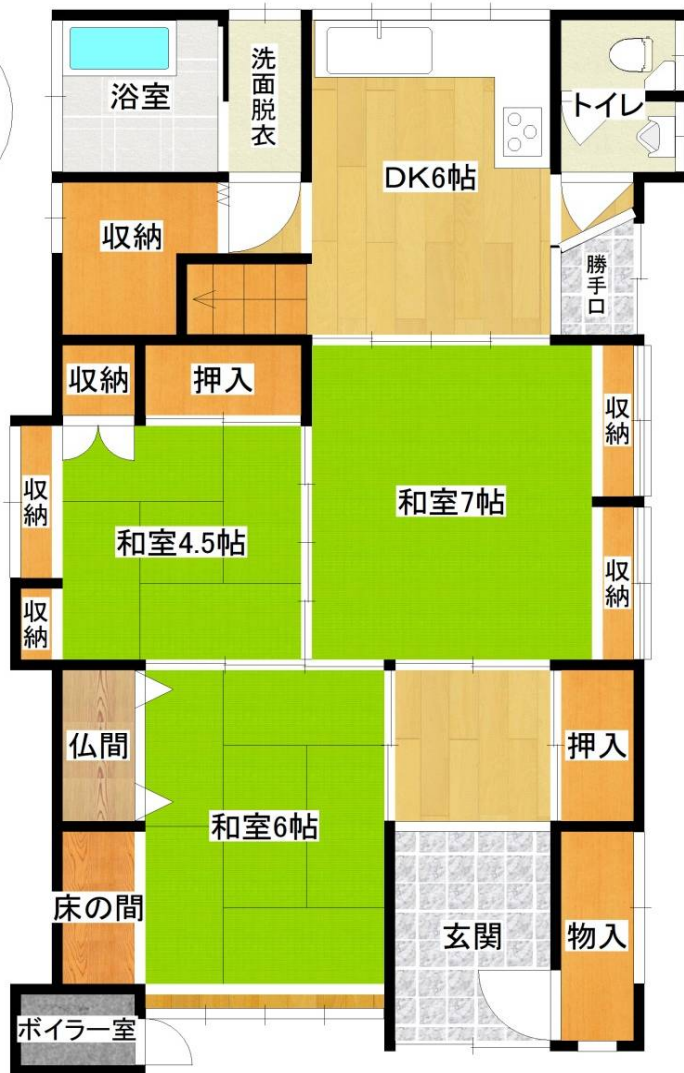 浴室
洗面脱衣
トイレ
DK6帖
収納
勝手口
収納
押入
収納
収納
和室7帖
和室4.5帖
収納
収納
仏間
押入
和室6帖
床の間
玄関
物入
ボイラー室